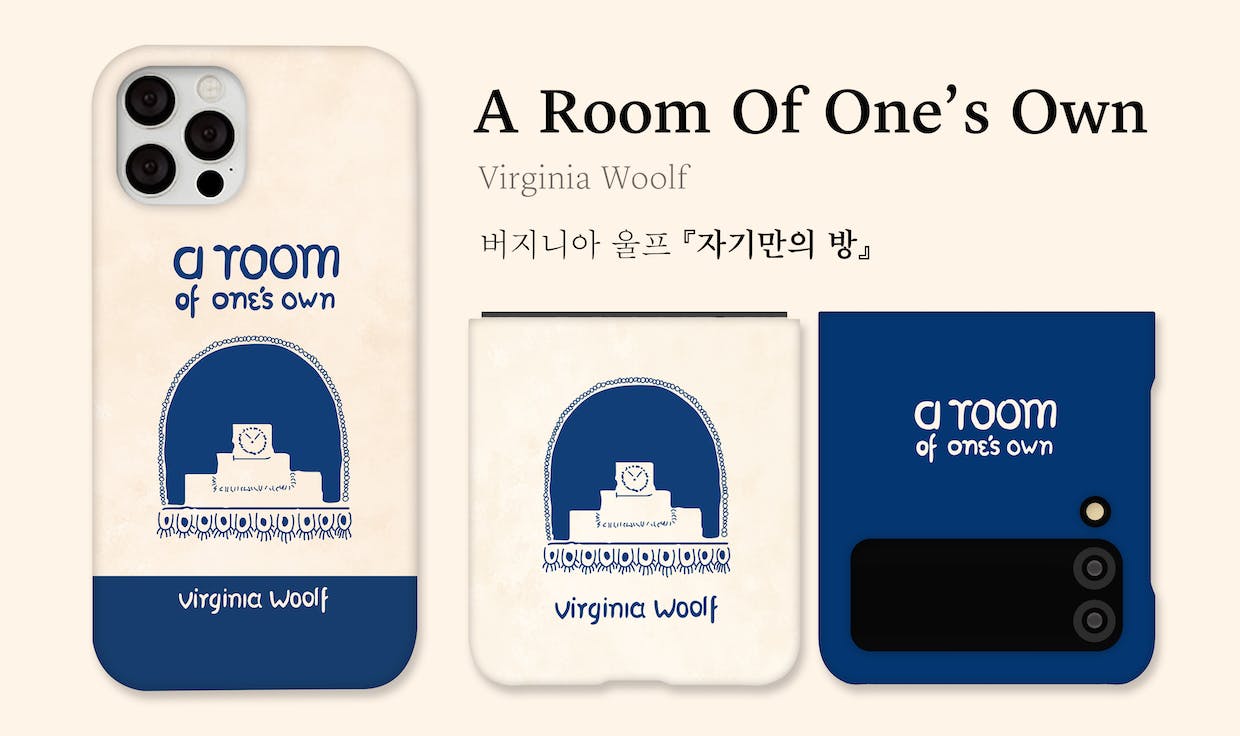 a room
of one's own
virginia woolf
A Room Of One’s Own
Virginia Woolf
버지니아 울프 『자기만의 방』
virginia woolf
a room
of one's own